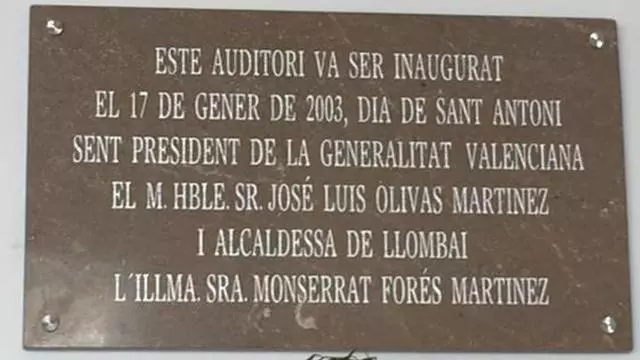 ESTE AUDITORI VA SER INAUGURAT
EL 17 DE GENER DE 2003, DIA DE SANT ANTONI
SENT PRESIDENT DE LA GENERALITAT VALENCIANA
EL M. HBLE. SR. JOSÉ LUIS OLIVAS MARTINEZ
I ALCALDESSA DE LLOMBAI
L´ILLMA. SRA. MONSERRAT FORÉS MARTINEZ